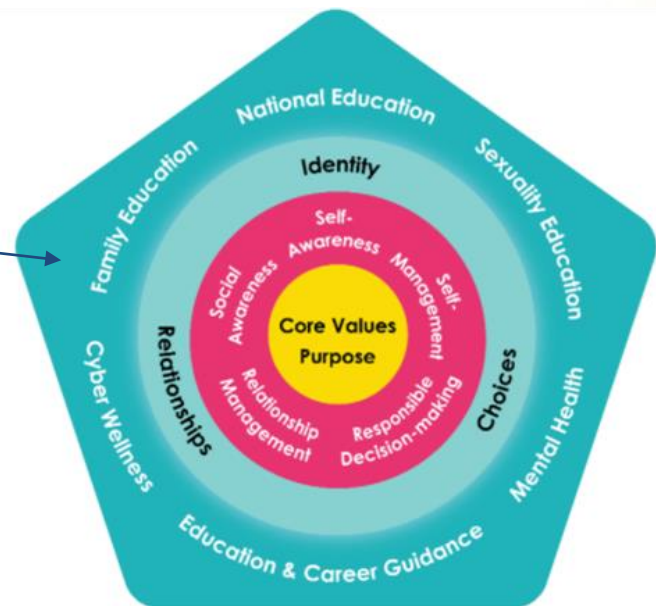 National Education
Family Education
Sexuality Education
Cyber Wellness
Mental Health
Education & Career Guidance
Identity
Relationships
Choices
Self-
Awareness
Social
Awareness
Self-
Management
Relationship
Management
Responsible
Decision-making
Core Values
Purpose